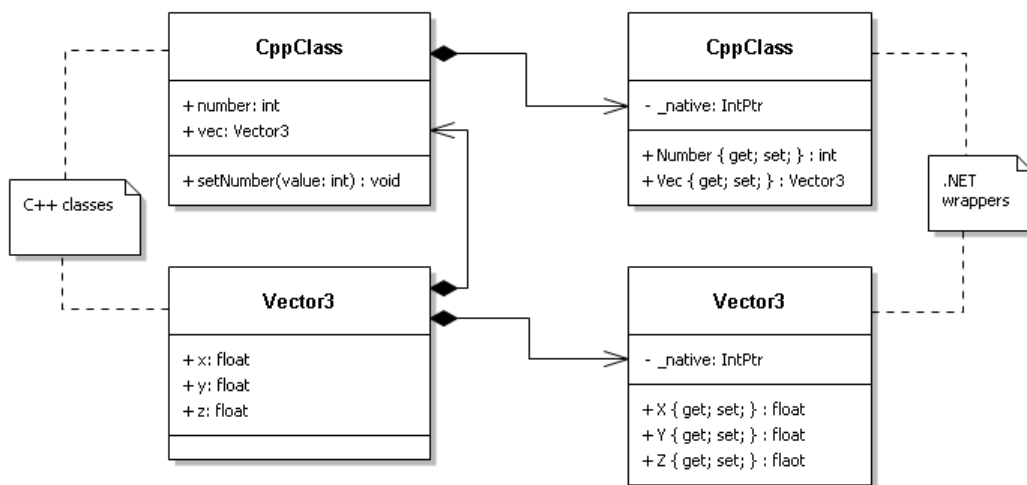 CppClass
+ number: int
+ vec: Vector3
+ setNumber(value: int) : void
CppClass
- _native: IntPtr
+ Number { get; set; } : int
+ Vec { get; set; } : Vector3
C++ classes
.NET
wrappers
Vector3
+ x: float
+ y: float
+ z: float
Vector3
- _native: IntPtr
+ X { get; set; } : float
+ Y { get; set; } : float
+ Z { get; set; } : flaot